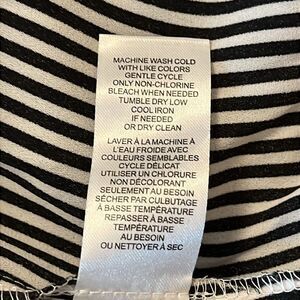 MACHINE WASH COLD
WITH LIKE COLORS
GENTLE CYCLE
ONLY NON-CHLORINE
BLEACH WHEN NEEDED
TUMBLE DRY LOW
COOL IRON
IF NEEDED
OR DRY CLEAN
LAVER À LA MACHINE À
L'EAU FROIDE AVEC
COULEURS SEMBLABLES
CYCLE DÉLICAT
UTILISER UN CHLORURE
NON DÉCOLORANT
SEULEMENT AU BESOIN
SÉCHER PAR CULBUTAGE
À BASSE TEMPÉRATURE
REPASSER À BASSE
TEMPÉRATURE
AU BESOIN
OU NETTOYER À SEC